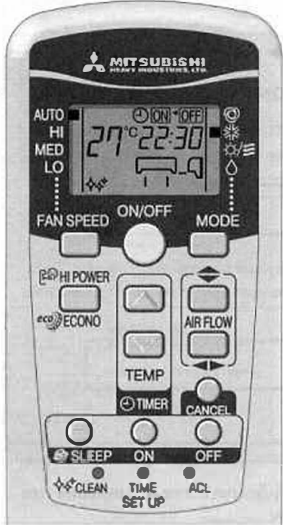 MITSUBISHI
HEAVY INDUSTRIES, LTD.
AUTO
HI
MED
LO
ON OFF
27°C 22:30
FAN SPEED
ON/OFF
MODE
HI POWER
eco ECONO
AIR FLOW
TEMP
TIMER
CANCEL
SLEEP ON OFF
CLEAN TIME SET UP ACL